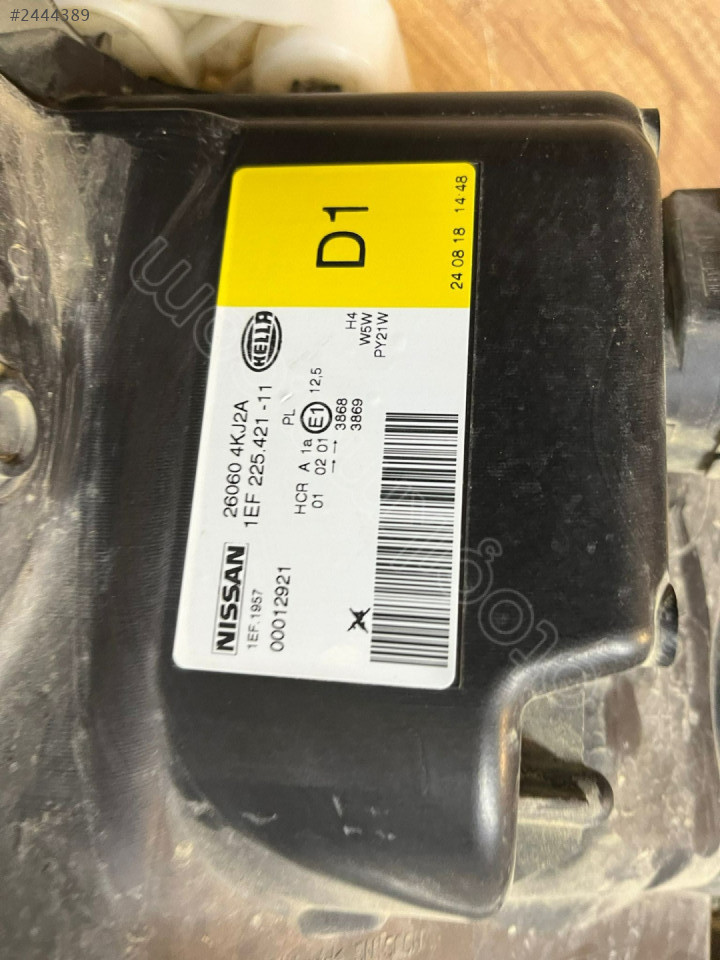 #2444389
D1
24 08 18 14:48
NISSAN
26060 4KJ2A
HELLA
1EF.1957
1EF 225.421-11
00012921
HCR A 1a PL
01 02 01 E1 12,5
→ → 3868
3869
H4
W5W
PY21W